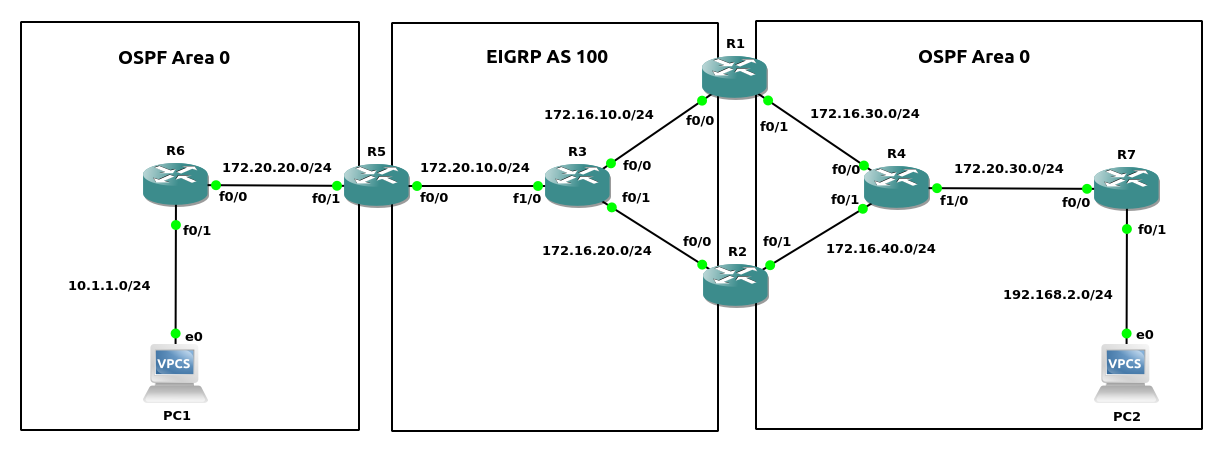 OSPF Area 0
EIGRP AS 100
OSPF Area 0
R1
172.16.10.0/24
f0/0
f0/1
172.16.30.0/24
R6
172.20.20.0/24
R5
172.20.10.0/24
R3
f0/0
f0/0
R4
172.20.30.0/24
R7
f0/0
f0/1
f0/0
f1/0
f0/1
f0/1
f1/0
f0/0
f0/1
f0/1
172.16.20.0/24
f0/0
R2
f0/1
172.16.40.0/24
10.1.1.0/24
192.168.2.0/24
e0
e0
VPCS
VPCS
PC1
PC2